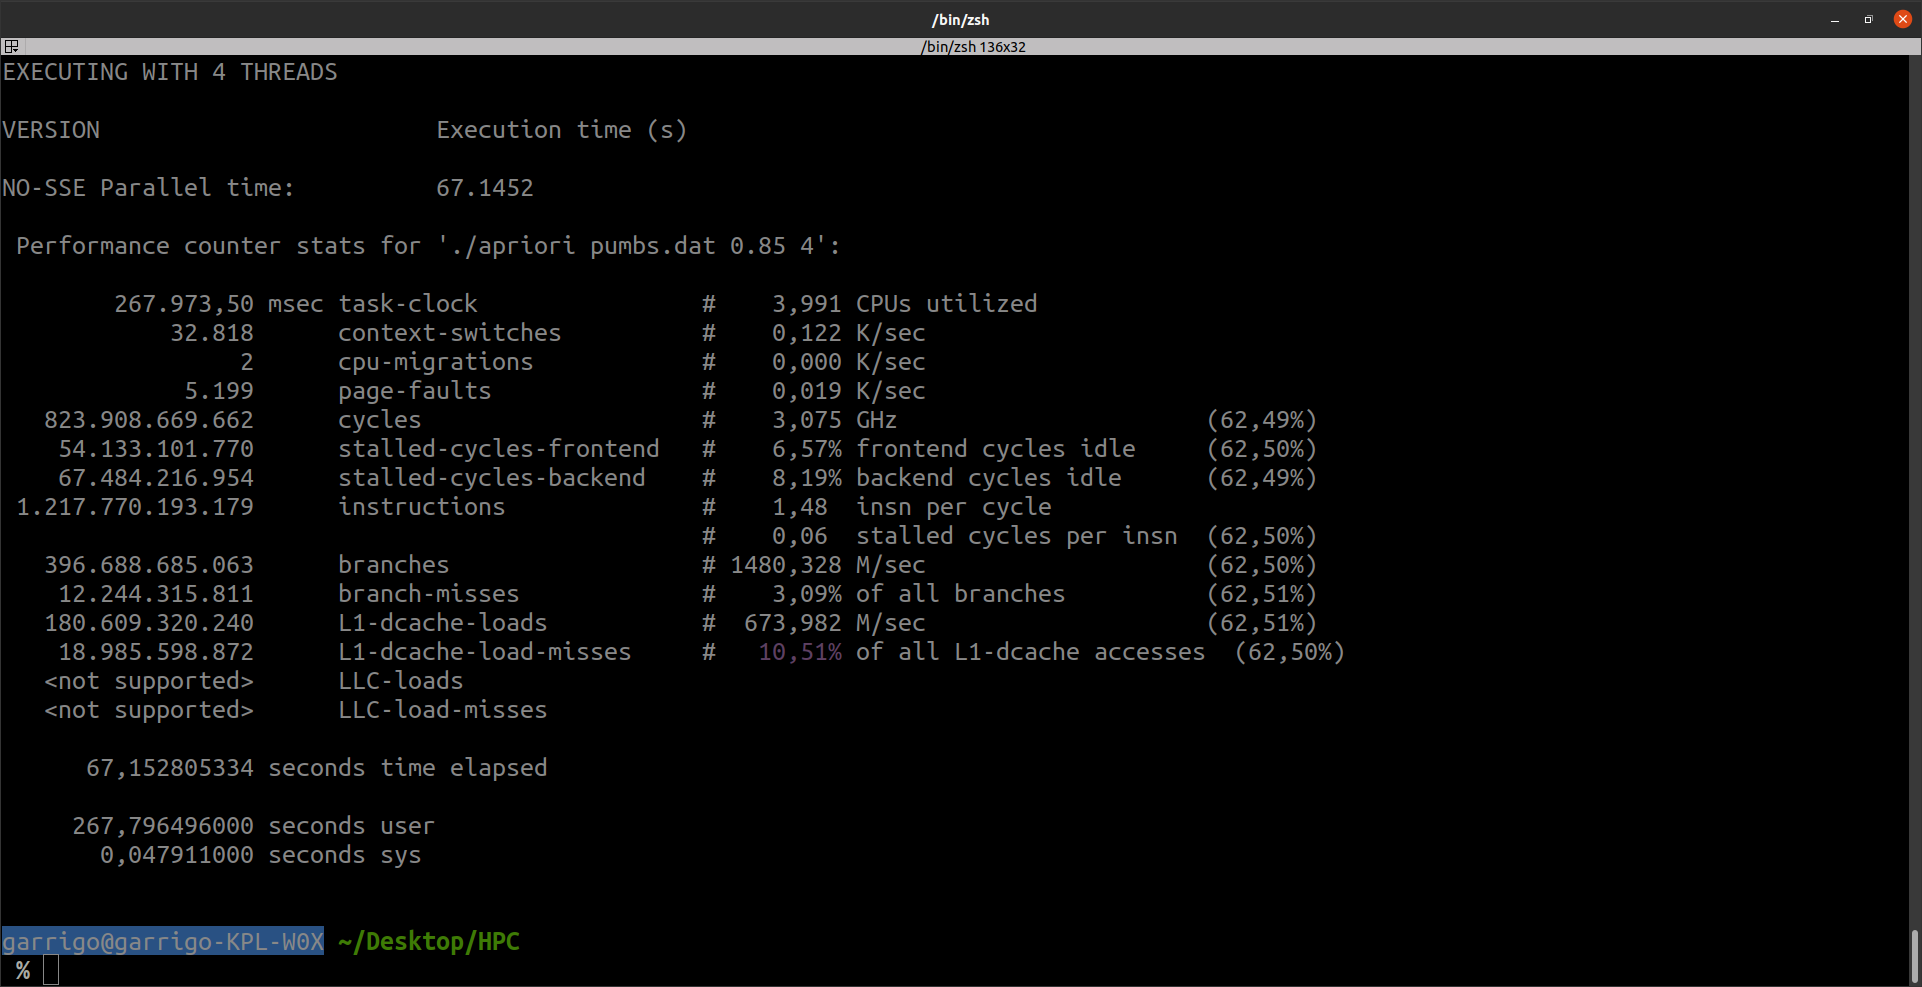 /bin/zsh
/bin/zsh 136x32
EXECUTING WITH 4 THREADS
VERSION                        Execution time (s)
NO-SSE Parallel time:          67.1452
 Performance counter stats for './apriori pumbs.dat 0.85 4':
        267.973,50 msec task-clock                #    3,991 CPUs utilized
            32.818      context-switches          #    0,122 K/sec
                 2      cpu-migrations            #    0,000 K/sec
             5.199      page-faults               #    0,019 K/sec
   823.908.669.662      cycles                    #    3,075 GHz                      (62,49%)
    54.133.101.770      stalled-cycles-frontend   #    6,57% frontend cycles idle     (62,50%)
    67.484.216.954      stalled-cycles-backend    #    8,19% backend cycles idle      (62,49%)
 1.217.770.193.179      instructions              #    1,48  insn per cycle
                                                  #    0,06  stalled cycles per insn  (62,50%)
   396.688.685.063      branches                  # 1480,328 M/sec                    (62,50%)
    12.244.315.811      branch-misses             #    3,09% of all branches          (62,51%)
   180.609.320.240      L1-dcache-loads           #  673,982 M/sec                    (62,51%)
    18.985.598.872      L1-dcache-load-misses     #   10,51% of all L1-dcache accesses  (62,50%)
   <not supported>      LLC-loads
   <not supported>      LLC-load-misses
      67,152805334 seconds time elapsed
     267,796496000 seconds user
       0,047911000 seconds sys
garrigo@garrigo-KPL-W0X ~/Desktop/HPC
 %